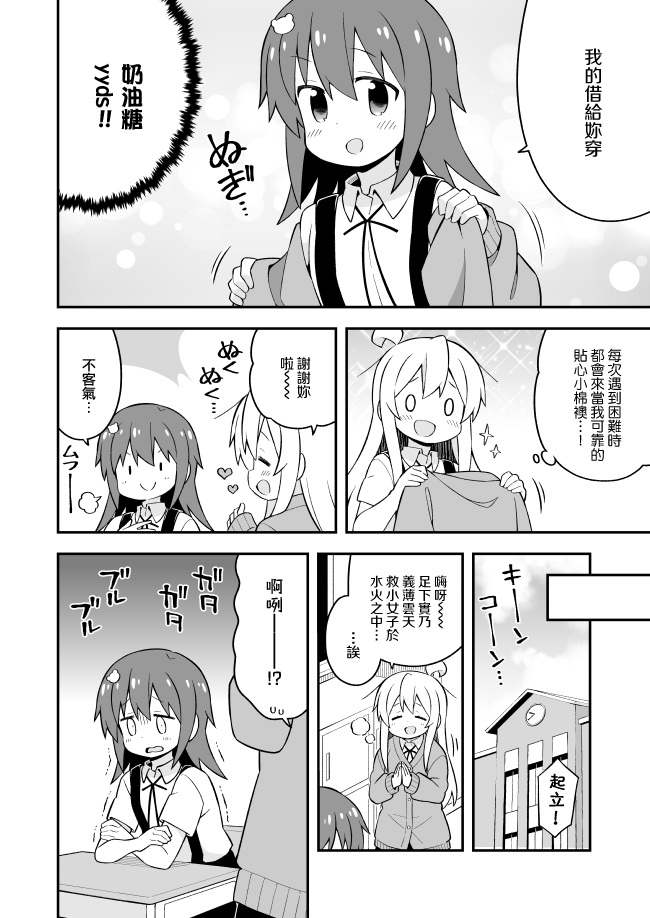 我的借給妳穿
ぬぎ…
奶油糖
yyds!!
每次遇到困難時
都會來當我可靠的
貼心小棉襖…!
謝謝妳
啦~~
ぬく
ぬく…
不客氣…
ムラー
キーン
コーン…
起立!
嗨呀~~
足下實乃
義薄雲天
救小女子於
水火之中…
…誒
啊咧——!?
ガタ
ガタ
ブル
ブル